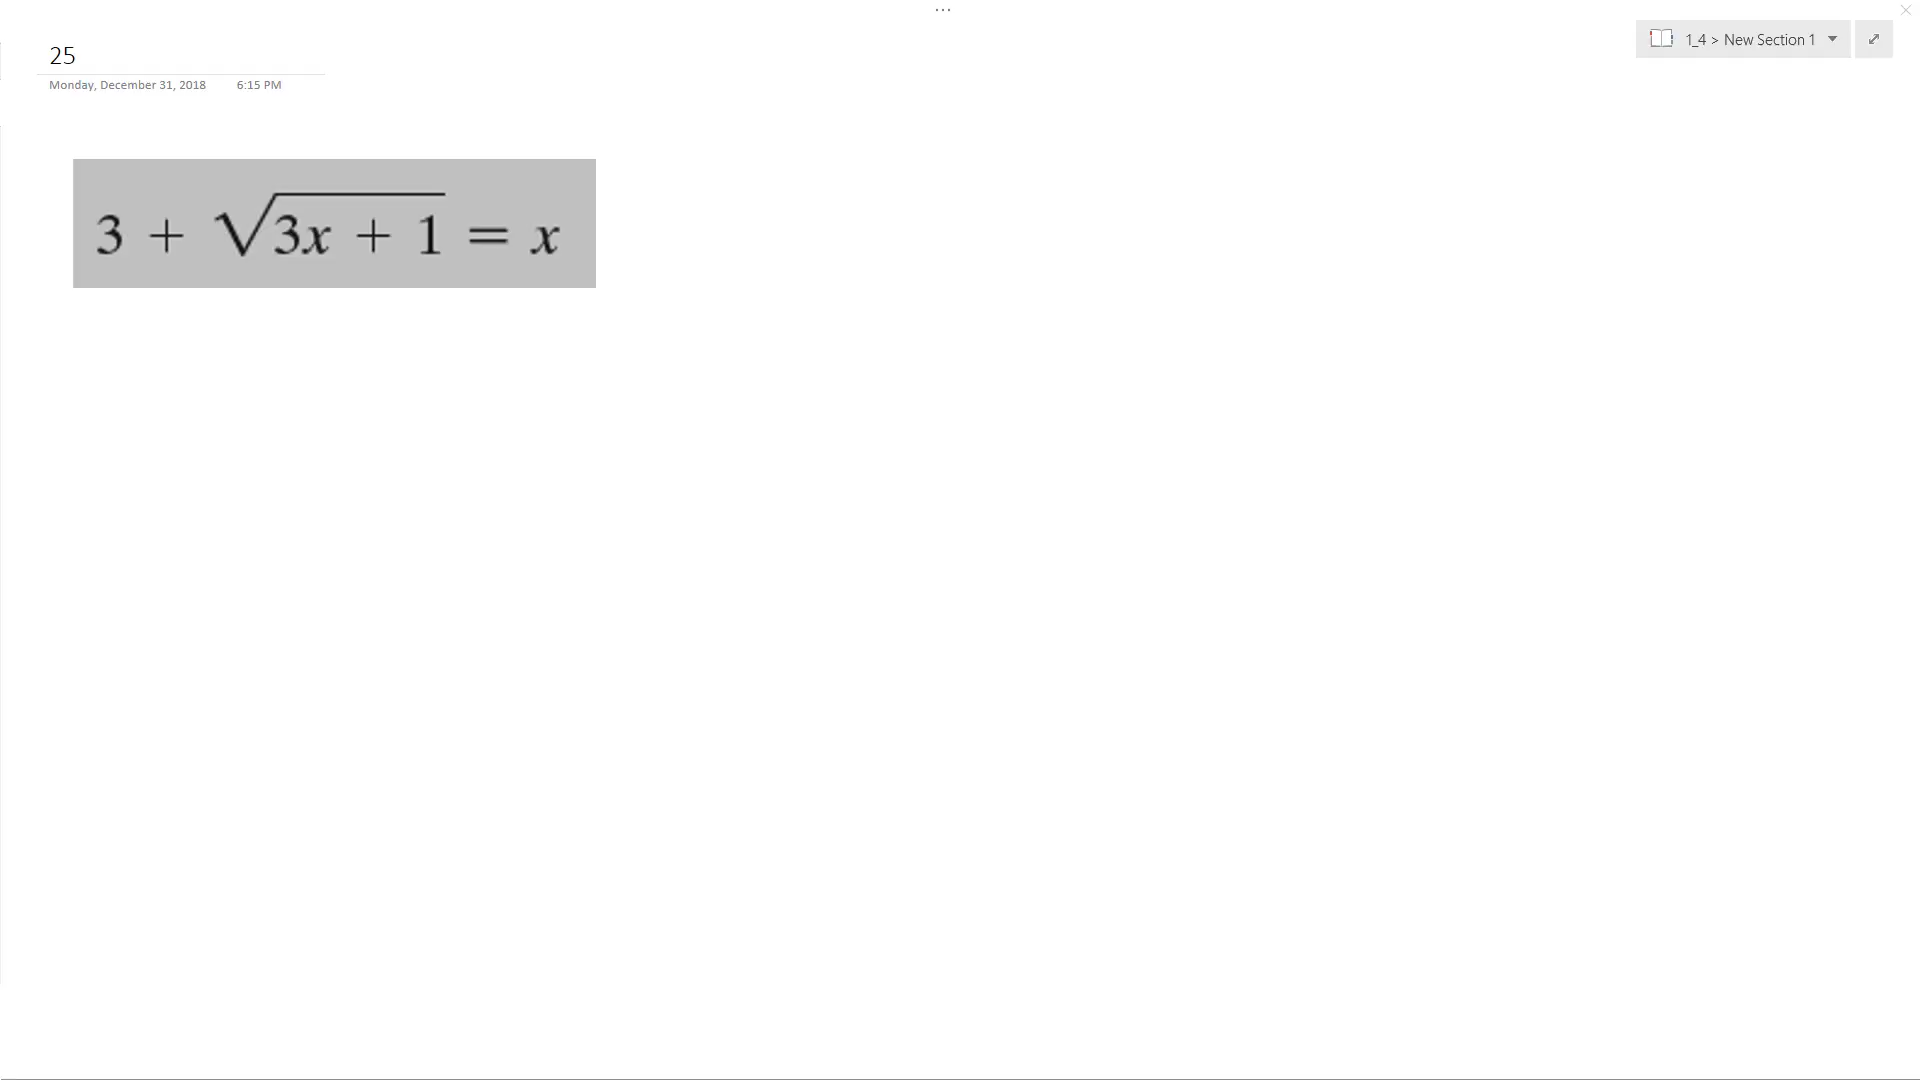 ...
1_4 > New Section 1
25
Monday, December 31, 2018 6:15 PM
3 + √3x + 1 = x